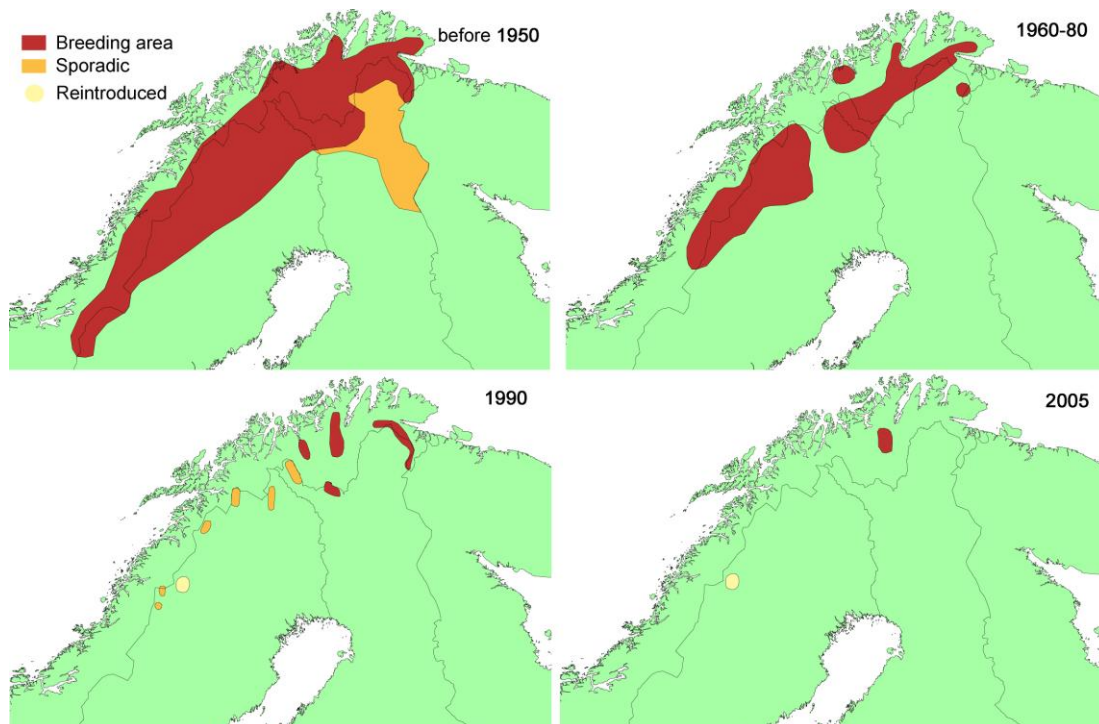 before 1950
Breeding area
Sporadic
Reintroduced
1960-80
1990
2005